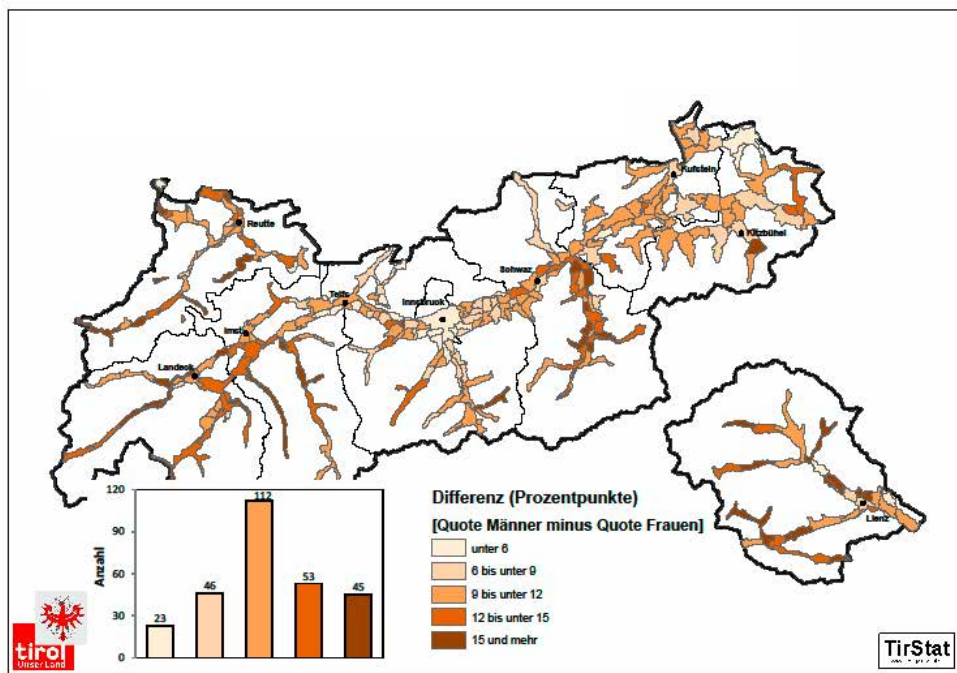 Kufstein
Reutte
Kitzbühel
Schwaz
Telfs
Innsbruck
Imst
Landeck
Lienz
120
90
60
30
0
Anzahl
23
46
112
53
45
Differenz (Prozentpunkte)
[Quote Männer minus Quote Frauen]
unter 6
6 bis unter 9
9 bis unter 12
12 bis unter 15
15 und mehr
tirol
Unser Land
TirStat